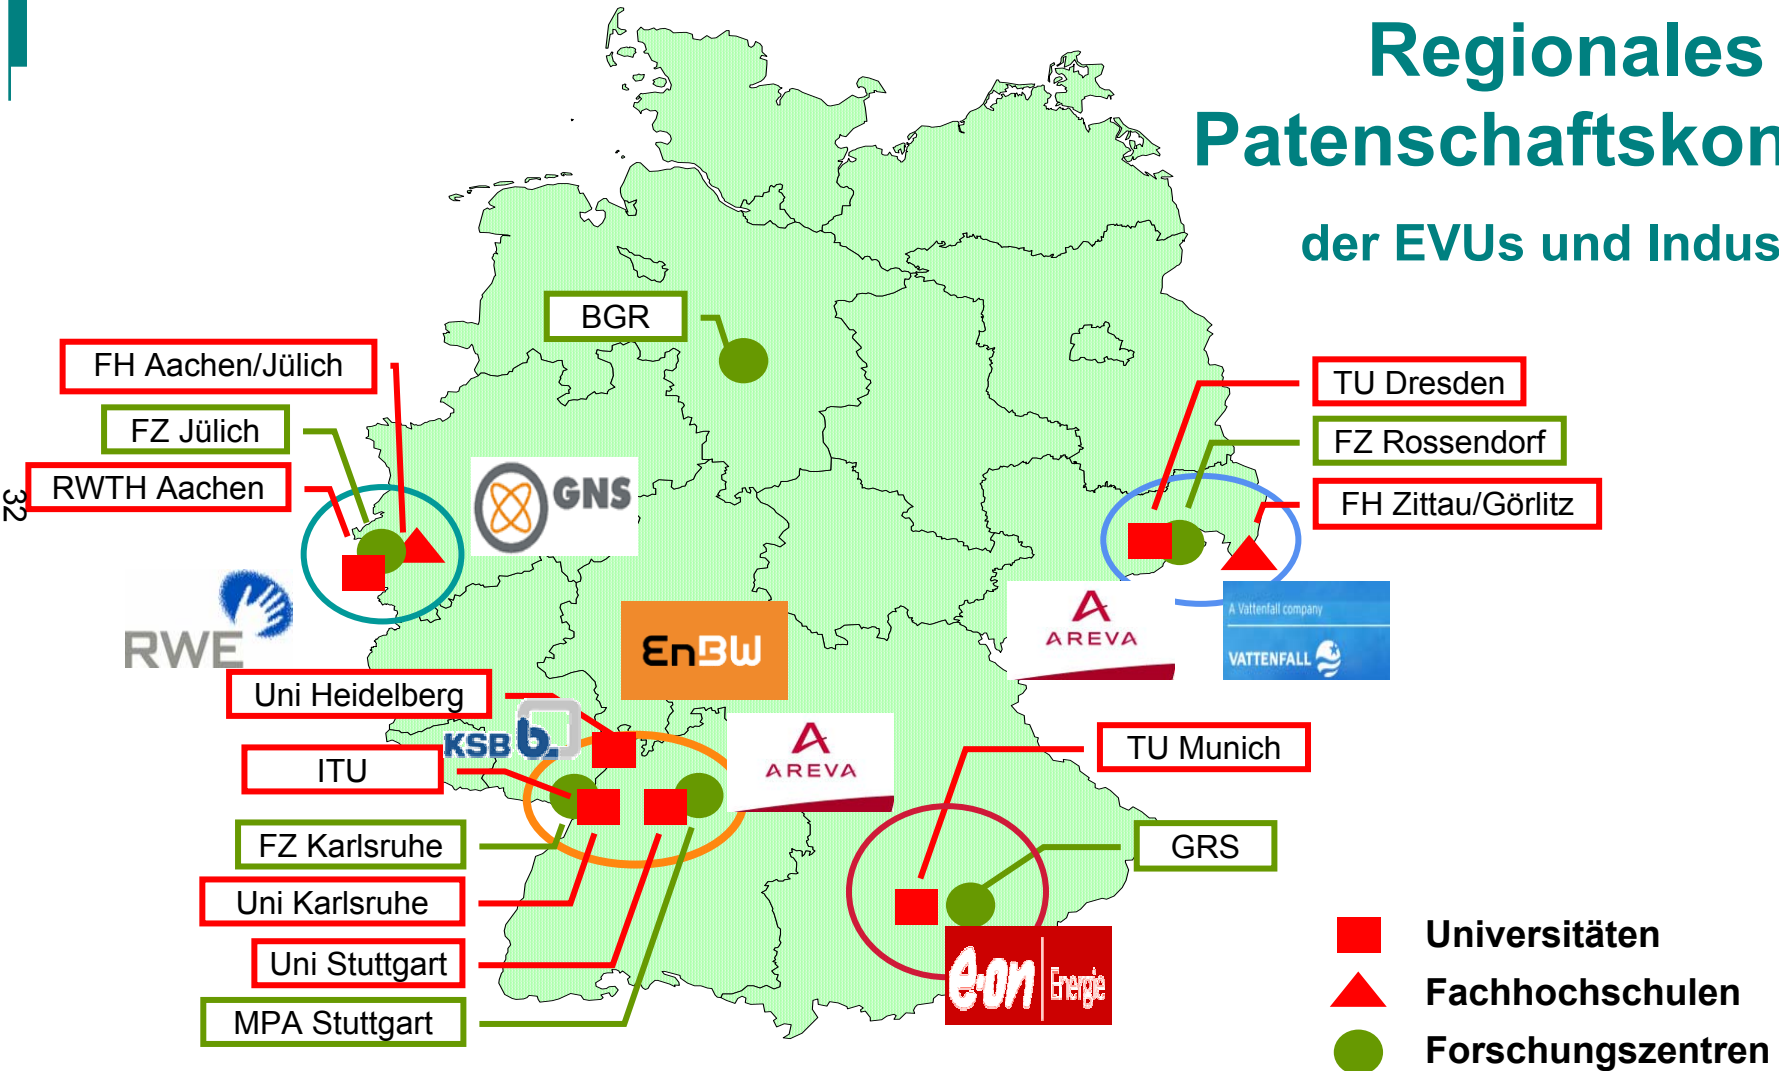 Regionales
Patenschaftskon
der EVUs und Indus
BGR
FH Aachen/Jülich
FZ Jülich
RWTH Aachen
32
GNS
RWE
EnBW
TU Dresden
FZ Rossendorf
FH Zittau/Görlitz
AREVA
A Vattenfall company
VATTENFALL
Uni Heidelberg
KSB b.
ITU
AREVA
FZ Karlsruhe
Uni Karlsruhe
Uni Stuttgart
MPA Stuttgart
TU Munich
GRS
e·on Energie
Universitäten
Fachhochschulen
Forschungszentren